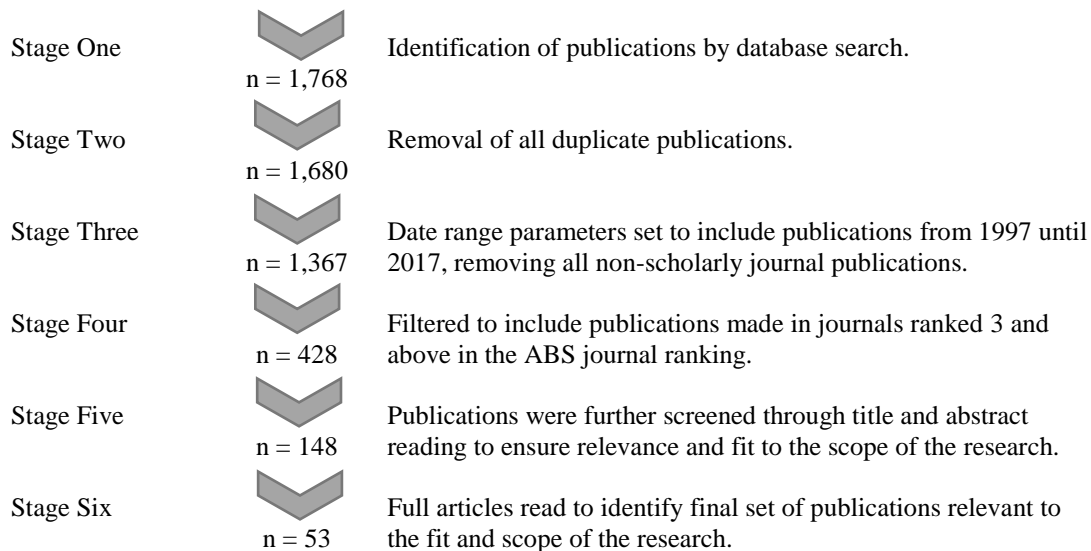 Stage One
Identification of publications by database search.
n = 1,768
Stage Two
Removal of all duplicate publications.
n = 1,680
Stage Three
Date range parameters set to include publications from 1997 until
n = 1,367
2017, removing all non-scholarly journal publications.
Stage Four
Filtered to include publications made in journals ranked 3 and
n = 428
above in the ABS journal ranking.
Stage Five
Publications were further screened through title and abstract
n = 148
reading to ensure relevance and fit to the scope of the research.
Stage Six
Full articles read to identify final set of publications relevant to
n = 53
the fit and scope of the research.